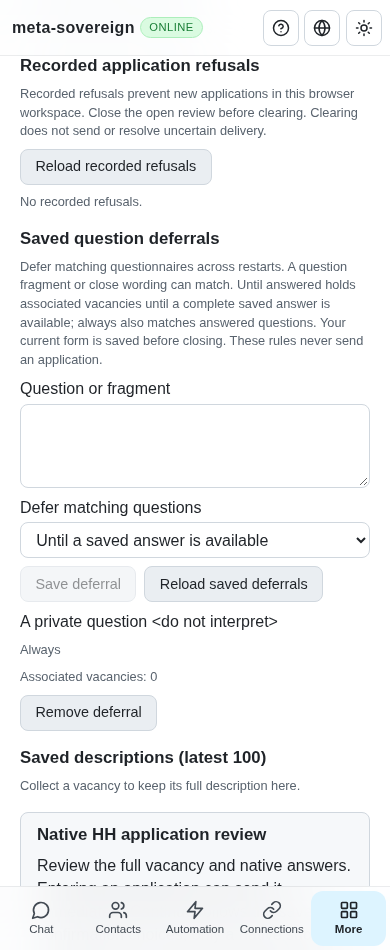 meta-sovereign ONLINE
Recorded application refusals
Recorded refusals prevent new applications in this browser
workspace. Close the open review before clearing. Clearing
does not send or resolve uncertain delivery.
Reload recorded refusals
No recorded refusals.
Saved question deferrals
Defer matching questionnaires across restarts. A question
fragment or close wording can match. Until answered holds
associated vacancies until a complete saved answer is
available; always also matches answered questions. Your
current form is saved before closing. These rules never send
an application.
Question or fragment
Defer matching questions
Until a saved answer is available
Save deferral Reload saved deferrals
A private question <do not interpret>
Always
Associated vacancies: 0
Remove deferral
Saved descriptions (latest 100)
Collect a vacancy to keep its full description here.
Native HH application review
Review the full vacancy and native answers.
Entering an application can send it
Chat Contacts Automation Connections More